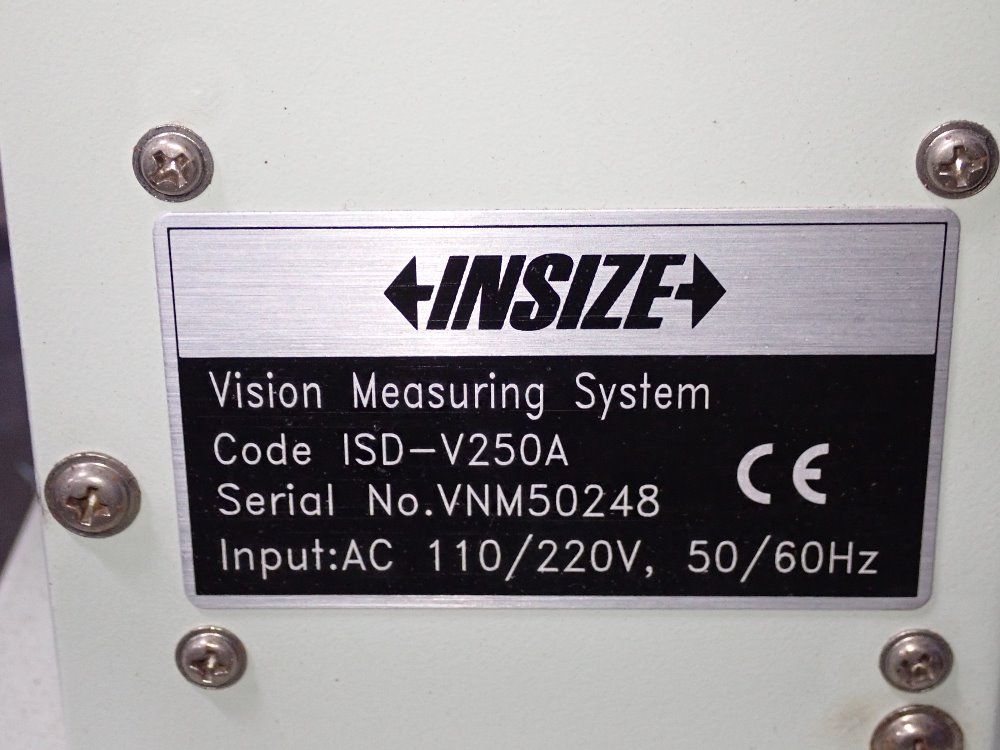 INSIZE
Vision Measuring System
Code ISD-V250A
Serial No.VNM50248
Input:AC 110/220V, 50/60Hz
CE